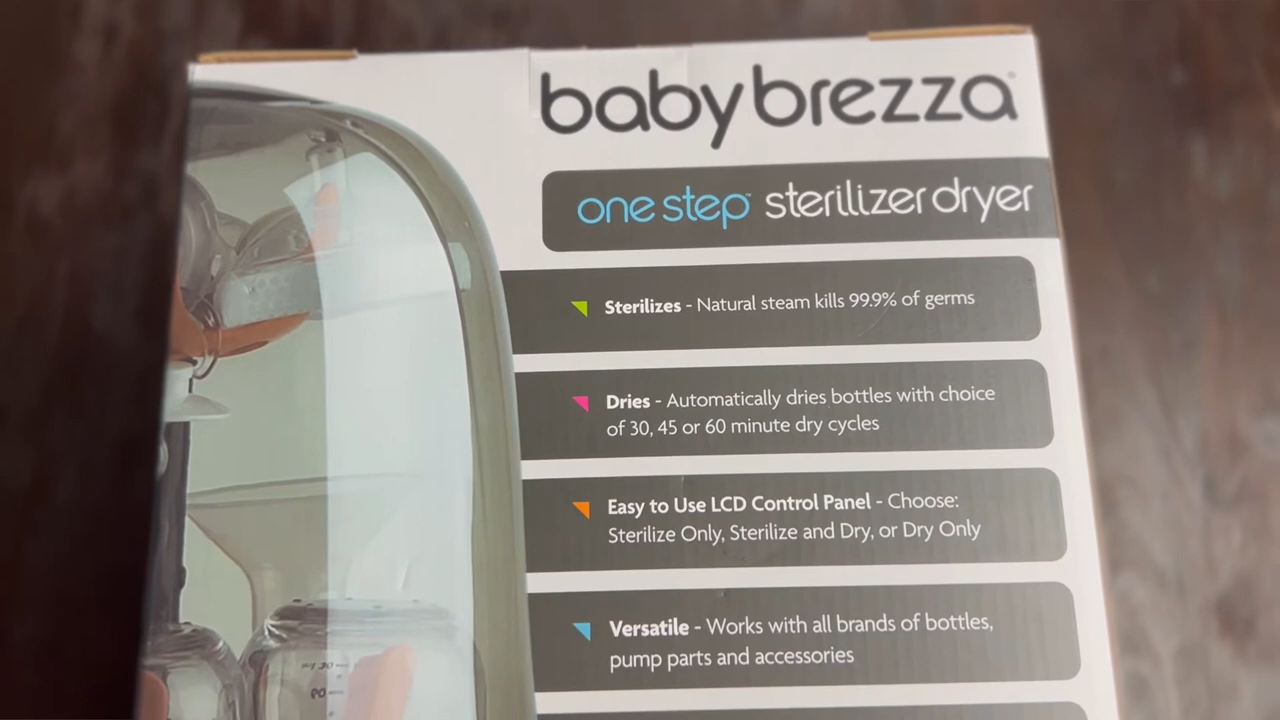 baby brezza
one step™ sterilizer dryer
Sterilizes - Natural steam kills 99.9% of germs
Dries - Automatically dries bottles with choice
of 30, 45 or 60 minute dry cycles
Easy to Use LCD Control Panel - Choose:
Sterilize Only, Sterilize and Dry, or Dry Only
Versatile - Works with all brands of bottles,
pump parts and accessories